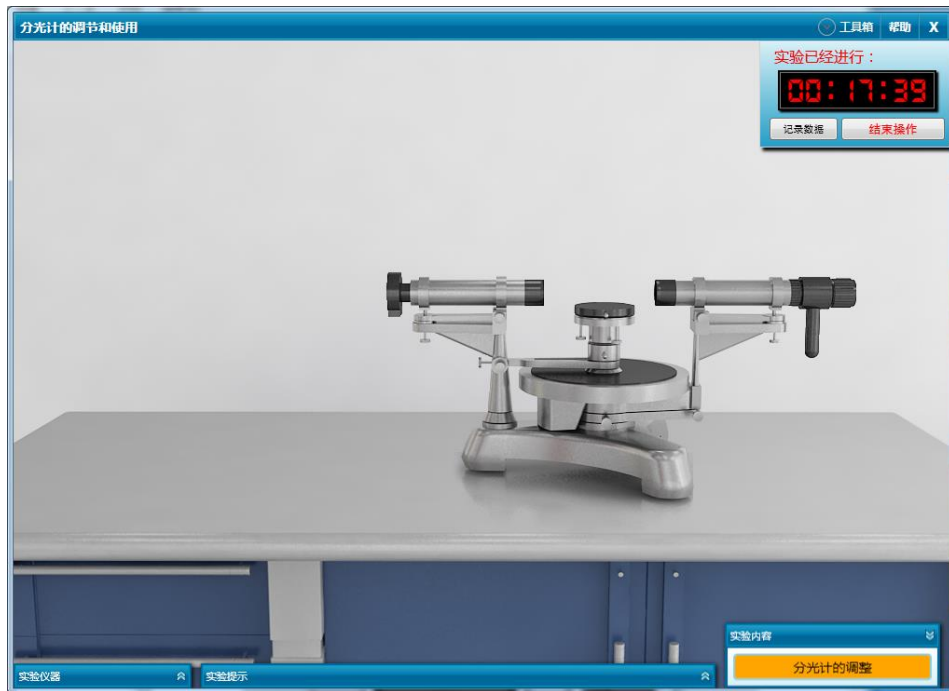 分光计的调节和使用
工具箱 帮助 X
实验已经进行：
00:17:39
记录数据 结束操作
实验内容
分光计的调整
实验仪器 实验提示